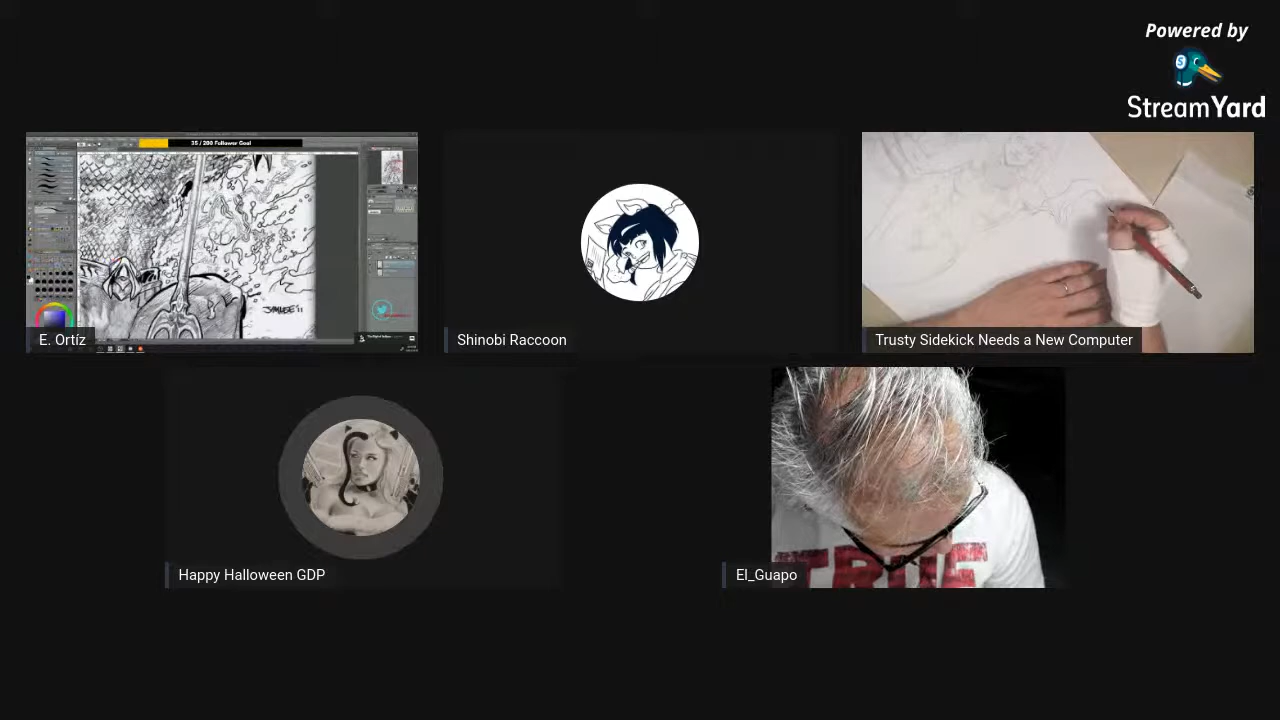 Powered by
StreamYard
35 / 200 Follower Goal
E. Ortíz
Shinobi Raccoon
Trusty Sidekick Needs a New Computer
Happy Halloween GDP
El_Guapo
TRUE